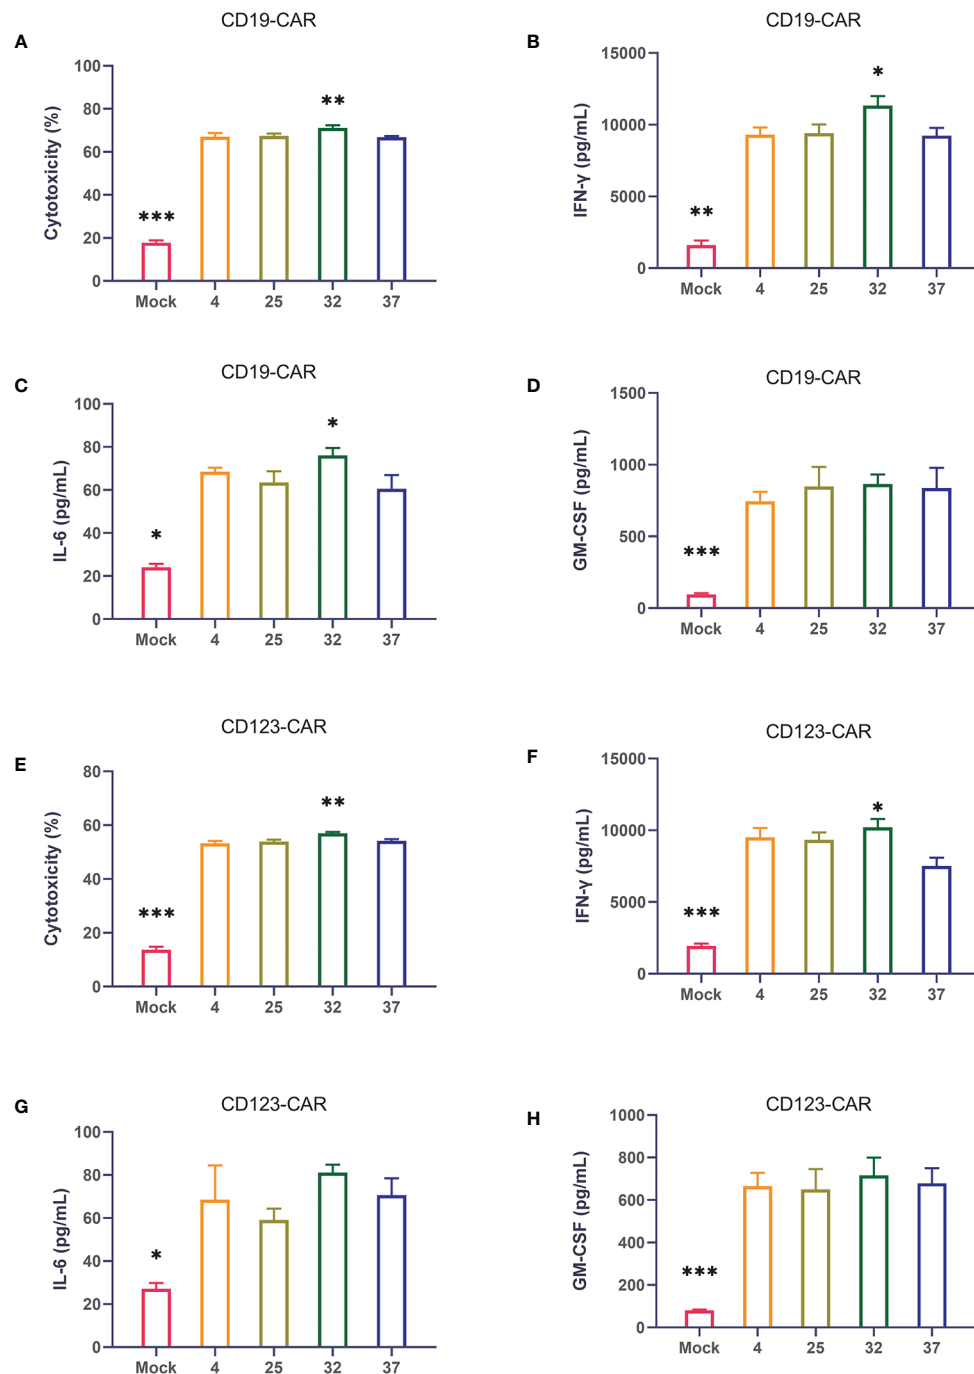 CD19-CAR
A
Cytotoxicity (%)
100
80
60
40
20
0
***
**
Mock 4 25 32 37
CD19-CAR
B
IFN-γ (pg/mL)
15000
10000
5000
0
**
*
Mock 4 25 32 37
CD19-CAR
C
IL-6 (pg/mL)
100
80
60
40
20
0
*
*
Mock 4 25 32 37
CD19-CAR
D
GM-CSF (pg/mL)
1500
1000
500
0
***
Mock 4 25 32 37
CD123-CAR
E
Cytotoxicity (%)
80
60
40
20
0
***
**
Mock 4 25 32 37
CD123-CAR
F
IFN-γ (pg/mL)
15000
10000
5000
0
***
*
Mock 4 25 32 37
CD123-CAR
G
IL-6 (pg/mL)
100
80
60
40
20
0
*
Mock 4 25 32 37
CD123-CAR
H
GM-CSF (pg/mL)
1000
800
600
400
200
0
***
Mock 4 25 32 37